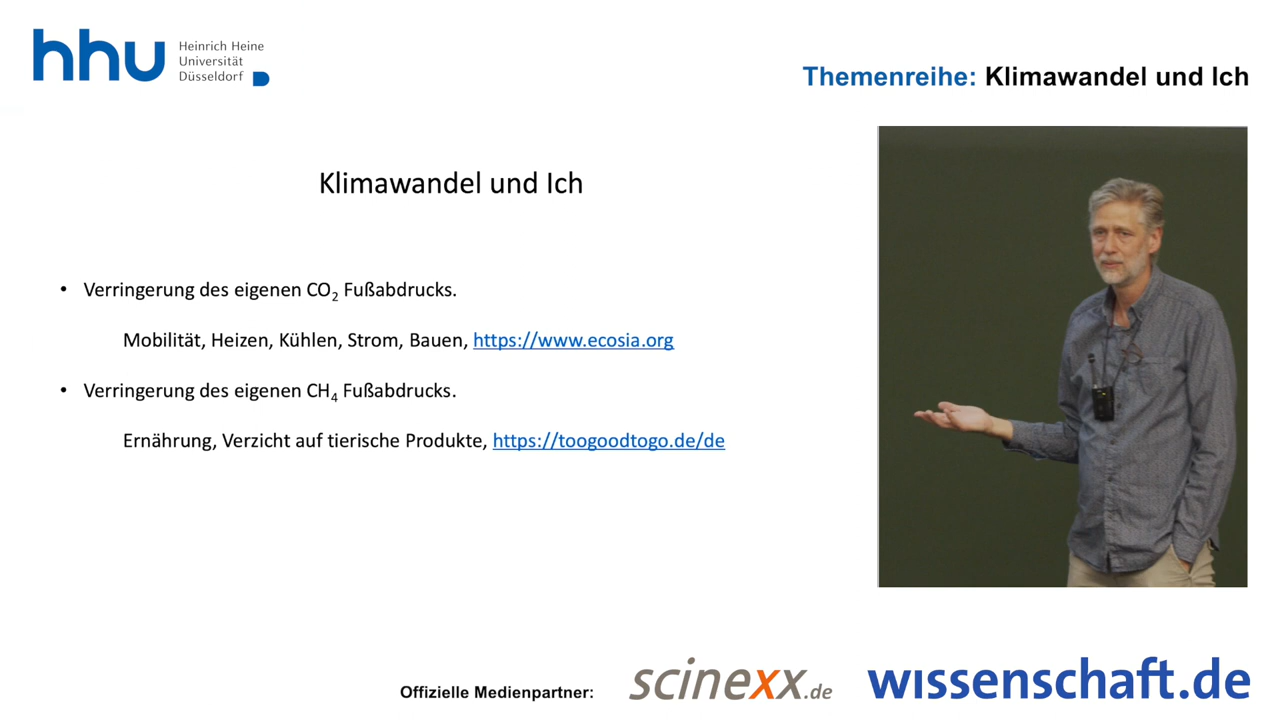 hhu
Heinrich Heine
Universität
Düsseldorf
Themenreihe: Klimawandel und Ich
Klimawandel und Ich
• Verringerung des eigenen CO₂ Fußabdrucks.
Mobilität, Heizen, Kühlen, Strom, Bauen, https://www.ecosia.org
• Verringerung des eigenen CH₄ Fußabdrucks.
Ernährung, Verzicht auf tierische Produkte, https://toogoodtogo.de/de
Offizielle Medienpartner: scinexx.de wissenschaft.de